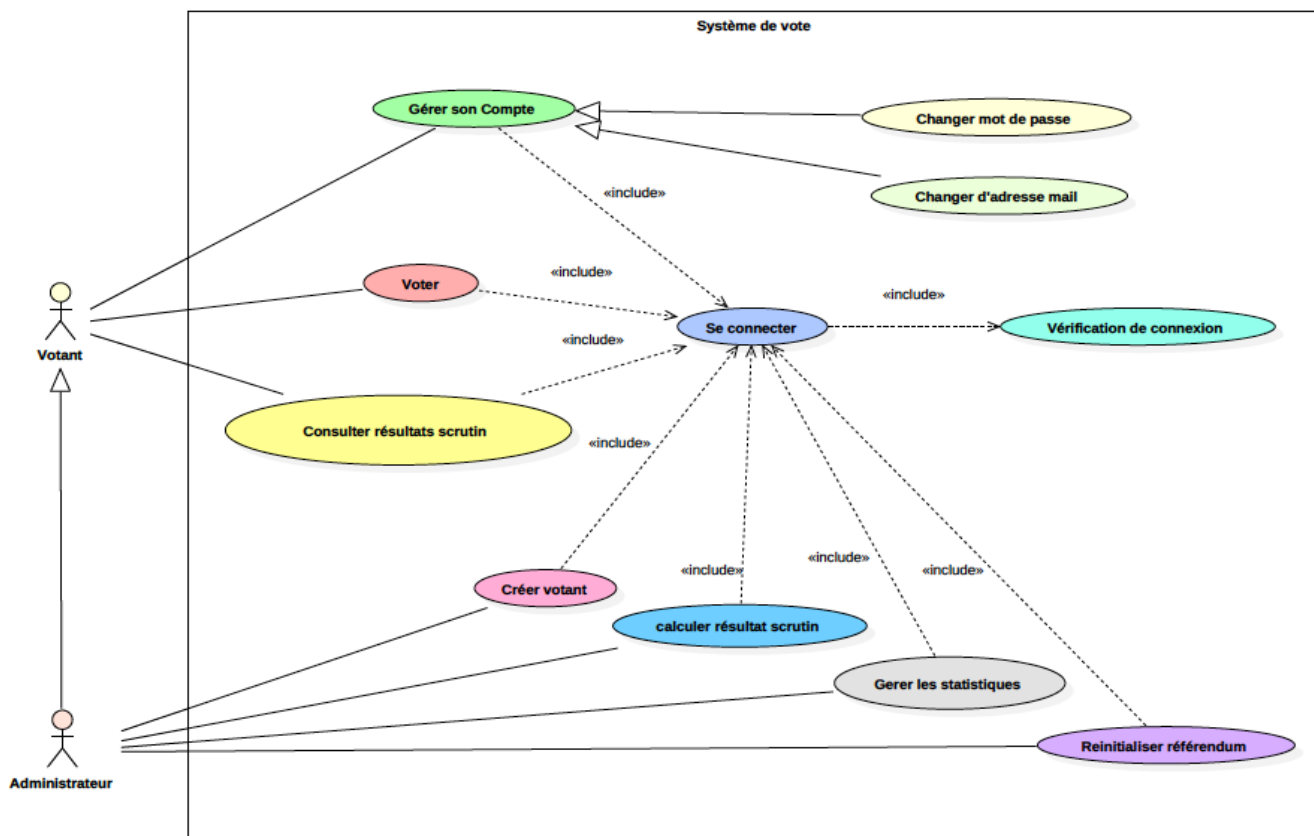 Système de vote
Gérer son Compte
Changer mot de passe
«include»
Changer d'adresse mail
Voter
«include»
«include»
Se connecter
Vérification de connexion
«include»
Votant
Consulter résultats scrutin
«include»
«include»
«include»
«include»
Créer votant
calculer résultat scrutin
Gerer les statistiques
Reinitialiser référendum
Administrateur